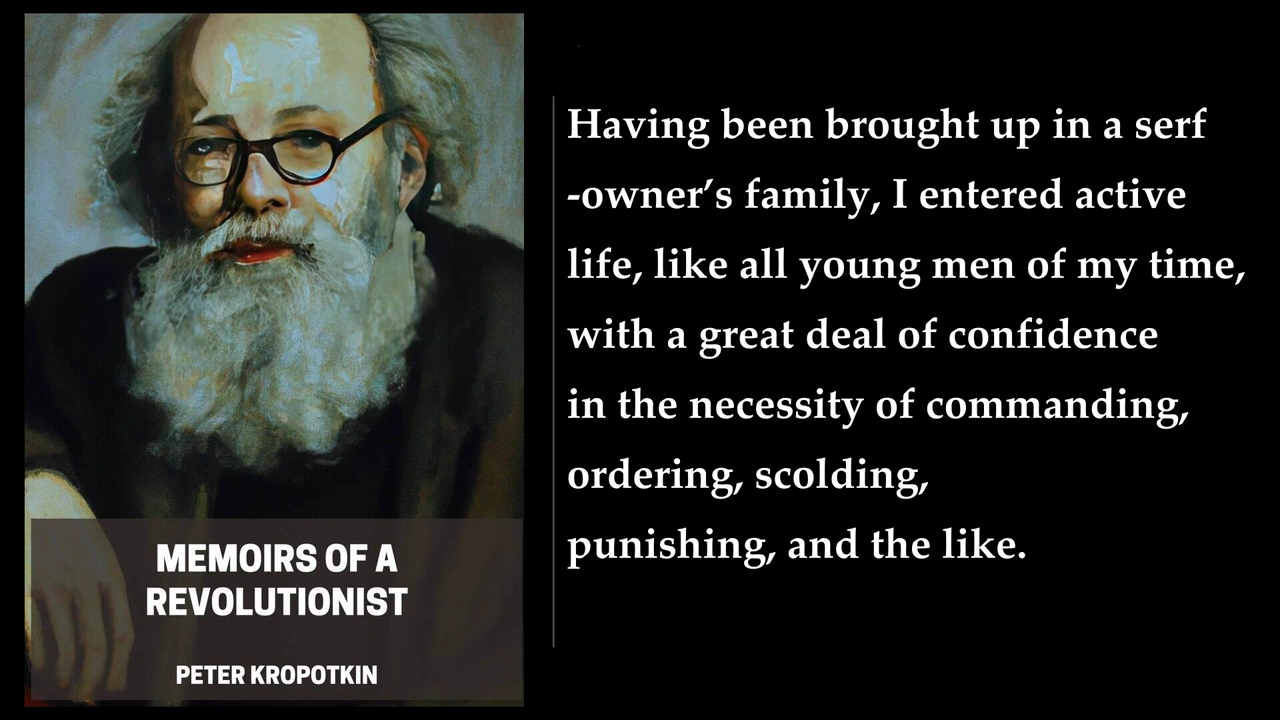 MEMOIRS OF A
REVOLUTIONIST
PETER KROPOTKIN
Having been brought up in a serf
-owner’s family, I entered active
life, like all young men of my time,
with a great deal of confidence
in the necessity of commanding,
ordering, scolding,
punishing, and the like.